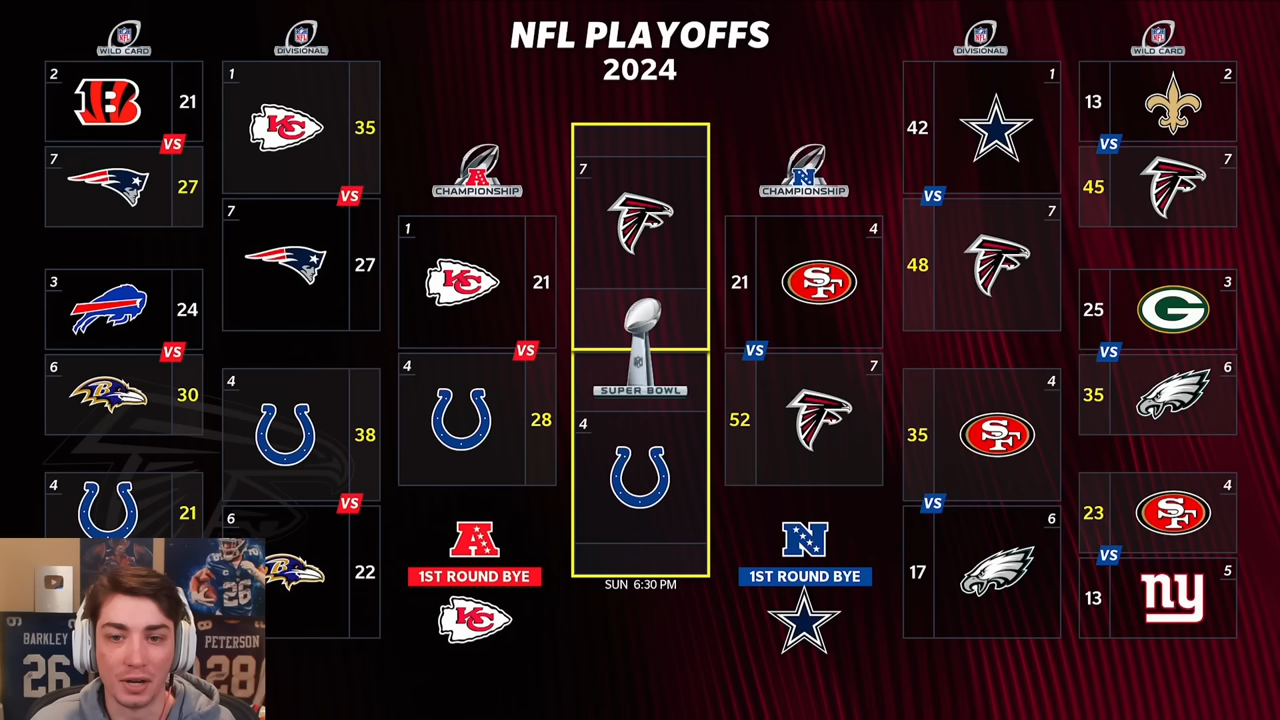 NFL PLAYOFFS
2024
WILD CARD
DIVISIONAL
DIVISIONAL
WILD CARD
2
21
VS
7
27
3
24
VS
6
30
4
21
1
35
VS
7
27
4
38
VS
6
22
CHAMPIONSHIP
1
21
VS
4
28
1ST ROUND BYE
7
SUPER BOWL
4
SUN 6:30 PM
CHAMPIONSHIP
4
21
VS
7
52
1ST ROUND BYE
1
42
VS
7
48
4
35
VS
6
17
2
13
VS
7
45
3
25
VS
6
35
4
23
VS
5
13
ny
BARKLEY
26
PETERSON
28
26